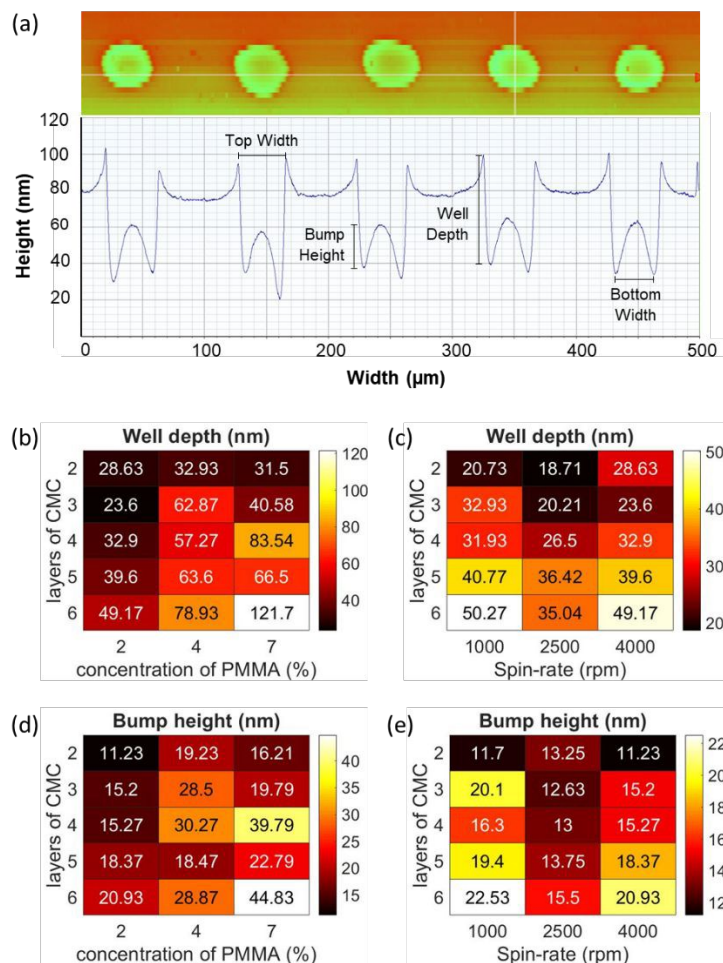 (a)
120
100
80
60
40
20
Height (nm)
Top Width
Bump
Height
Well
Depth
Bottom
Width
0
100
200
300
400
500
Width (µm)
(b)
Well depth (nm)
layers of CMC
2
28.63 32.93 31.5
3
23.6 62.87 40.58
4
32.9 57.27 83.54
5
39.6 63.6 66.5
6
49.17 78.93 121.7
2 4 7
concentration of PMMA (%)
120
100
80
60
40
(c)
Well depth (nm)
layers of CMC
2
20.73 18.71 28.63
3
32.93 20.21 23.6
4
31.93 26.5 32.9
5
40.77 36.42 39.6
6
50.27 35.04 49.17
1000 2500 4000
Spin-rate (rpm)
50
40
30
20
(d)
Bump height (nm)
layers of CMC
2
11.23 19.23 16.21
3
15.2 28.5 19.79
4
15.27 30.27 39.79
5
18.37 18.47 22.79
6
20.93 28.87 44.83
2 4 7
concentration of PMMA (%)
40
35
30
25
20
15
(e)
Bump height (nm)
layers of CMC
2
11.7 13.25 11.23
3
20.1 12.63 15.2
4
16.3 13 15.27
5
19.4 13.75 18.37
6
22.53 15.5 20.93
1000 2500 4000
Spin-rate (rpm)
22
20
18
16
14
12